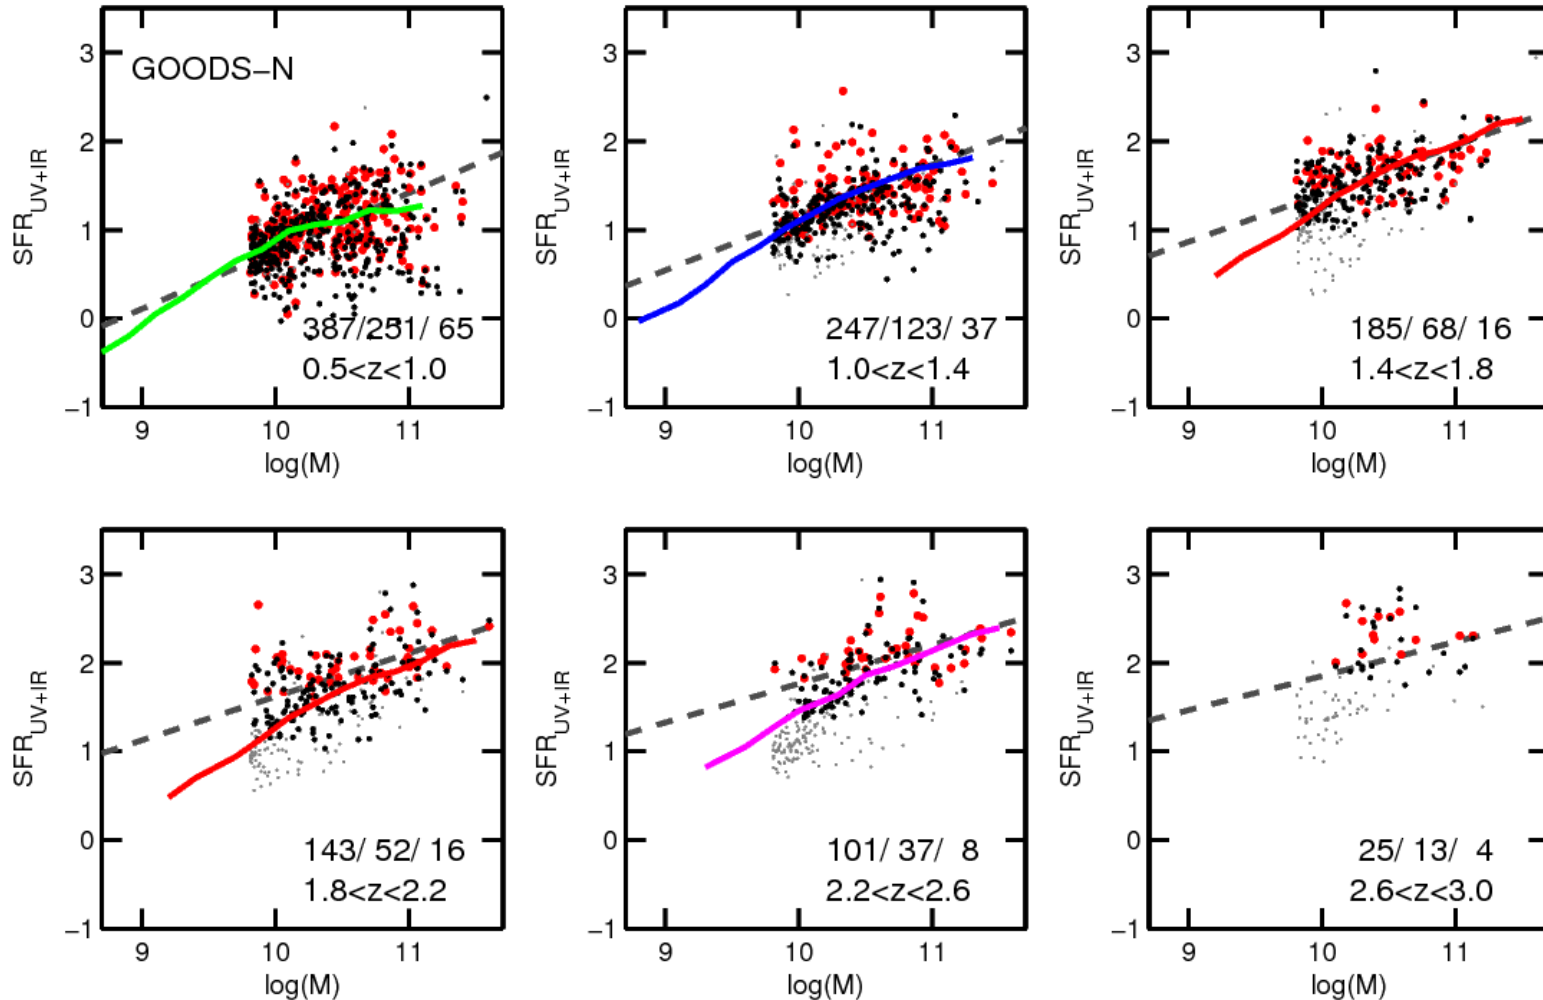 GOODS−N
SFR_UV+IR
3
2
1
0
−1
387/251/ 65
0.5<z<1.0
9 10 11
log(M)
SFR_UV+IR
3
2
1
0
−1
247/123/ 37
1.0<z<1.4
9 10 11
log(M)
SFR_UV+IR
3
2
1
0
−1
185/ 68/ 16
1.4<z<1.8
9 10 11
log(M)
SFR_UV+IR
3
2
1
0
−1
143/ 52/ 16
1.8<z<2.2
9 10 11
log(M)
SFR_UV+IR
3
2
1
0
−1
101/ 37/ 8
2.2<z<2.6
9 10 11
log(M)
SFR_UV+IR
3
2
1
0
−1
25/ 13/ 4
2.6<z<3.0
9 10 11
log(M)